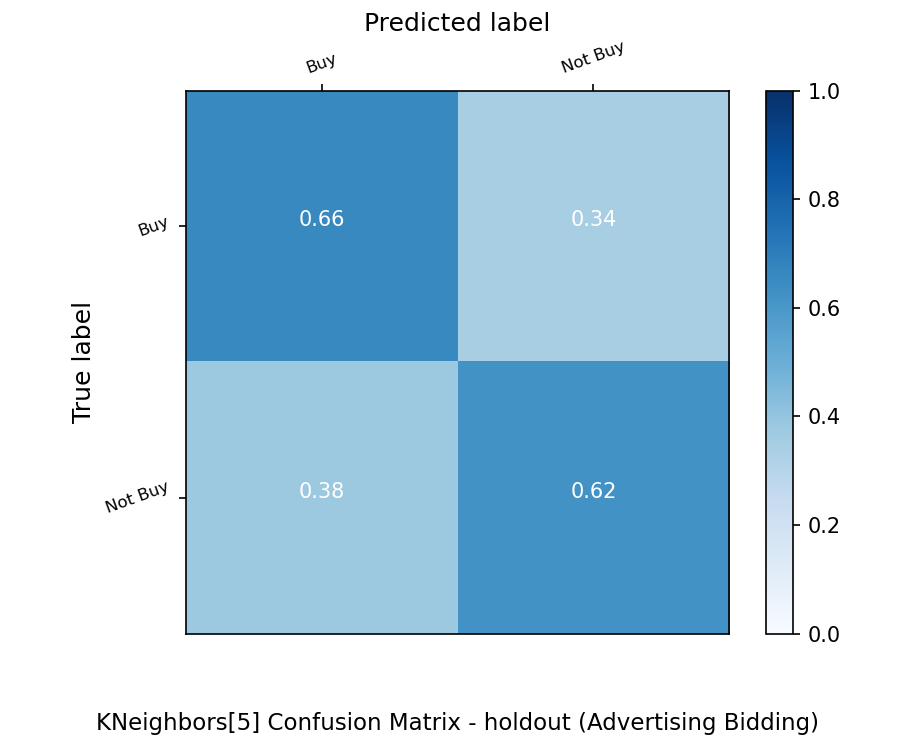 Predicted label
Buy
Not Buy
Buy
0.66
0.34
True label
Not Buy
0.38
0.62
1.0
0.8
0.6
0.4
0.2
0.0
KNeighbors[5] Confusion Matrix - holdout (Advertising Bidding)